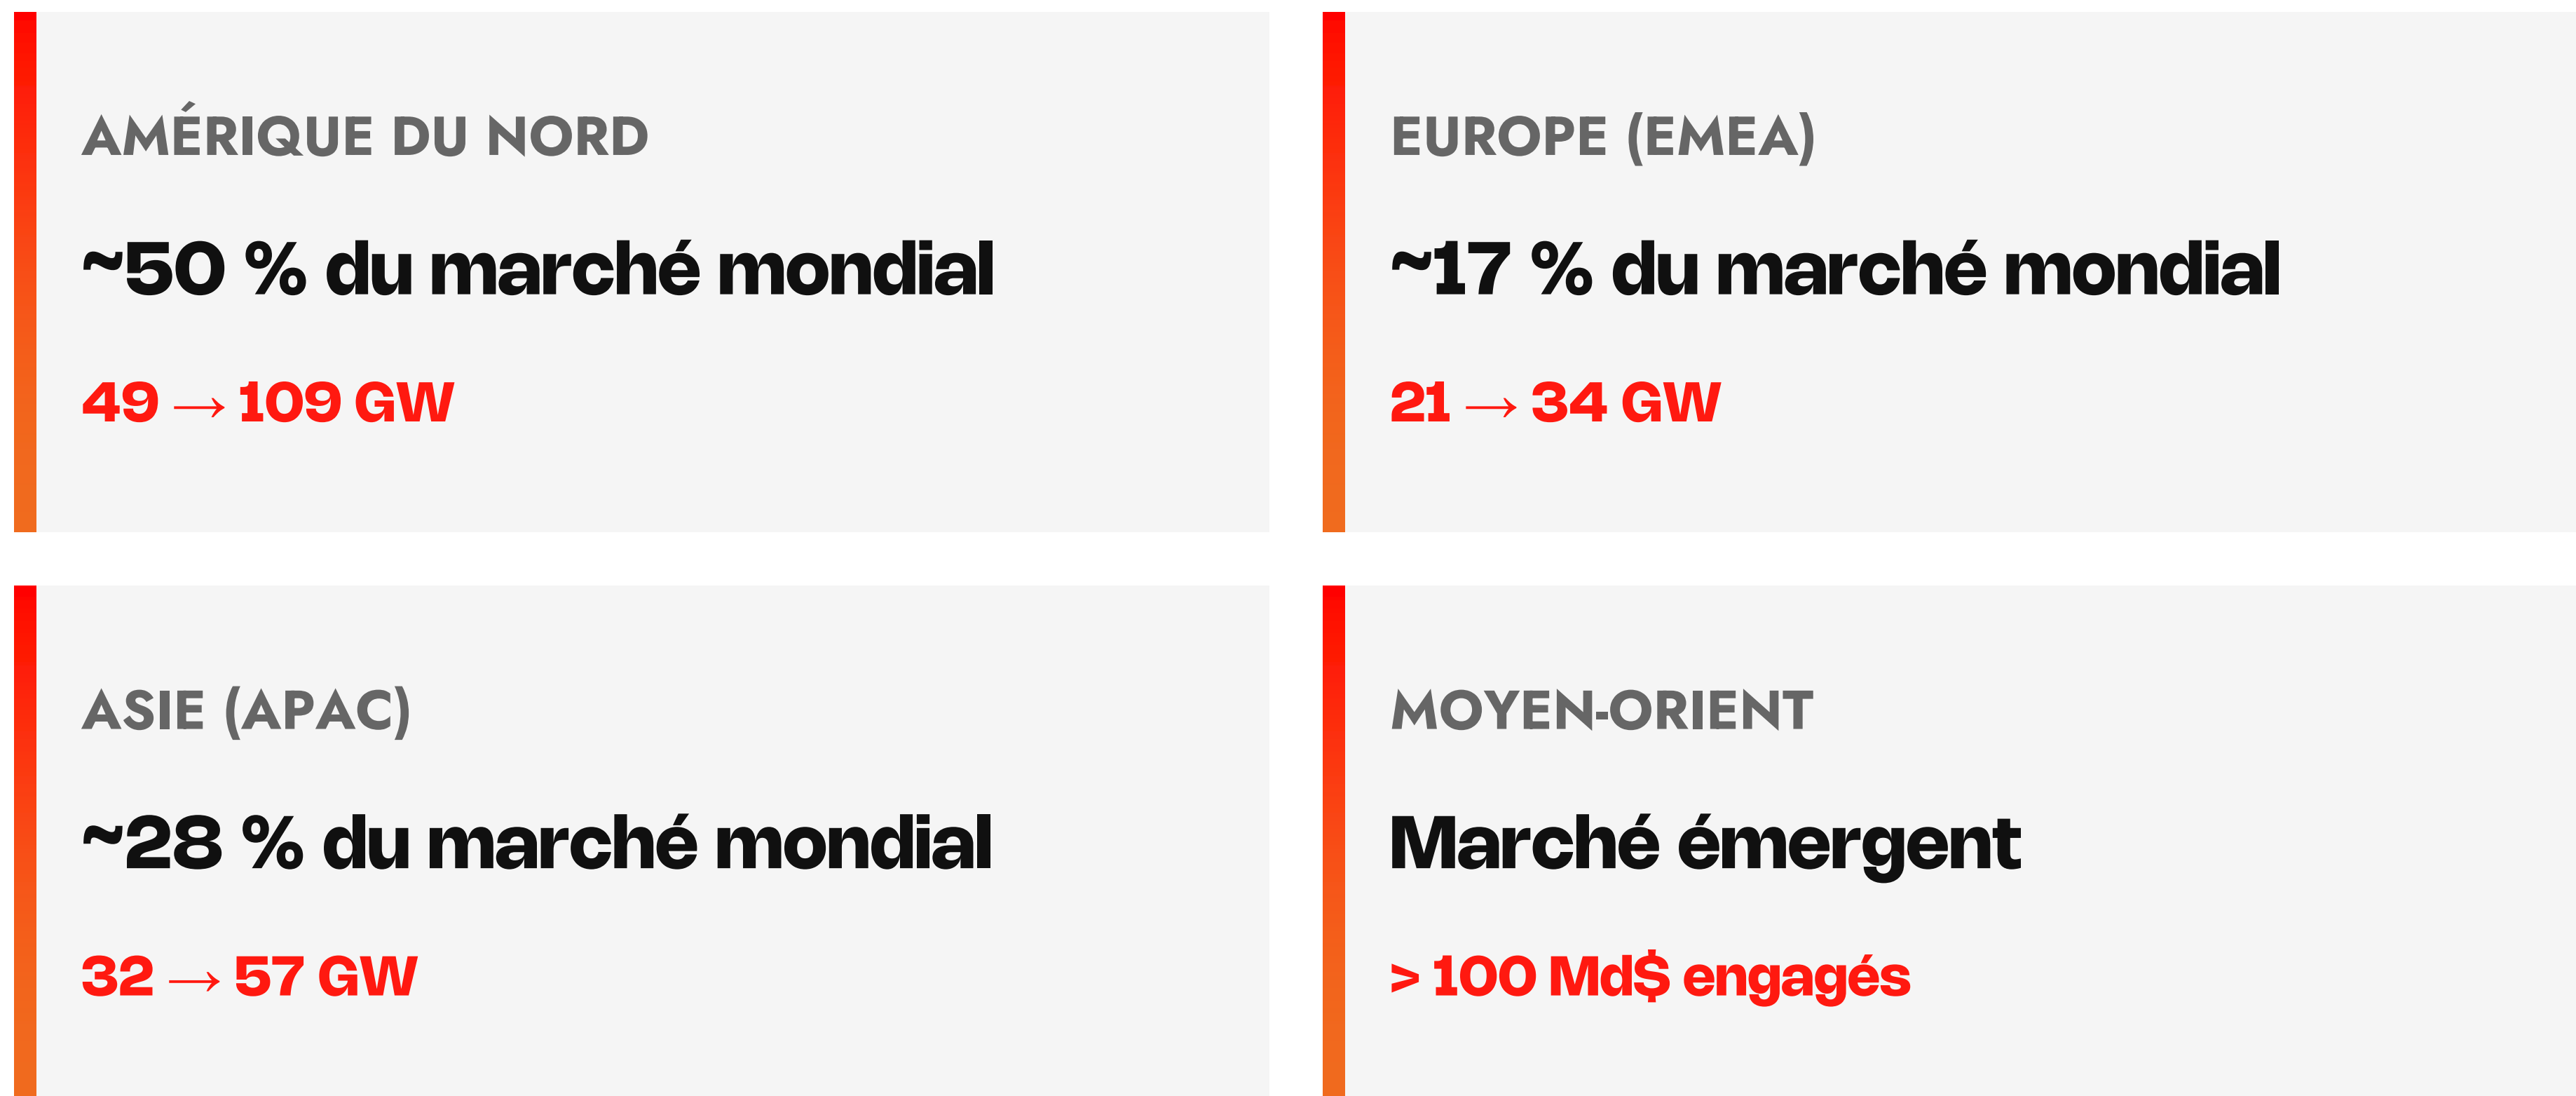 AMÉRIQUE DU NORD
~50 % du marché mondial
49 → 109 GW
EUROPE (EMEA)
~17 % du marché mondial
21 → 34 GW
ASIE (APAC)
~28 % du marché mondial
32 → 57 GW
MOYEN-ORIENT
Marché émergent
> 100 Md$ engagés